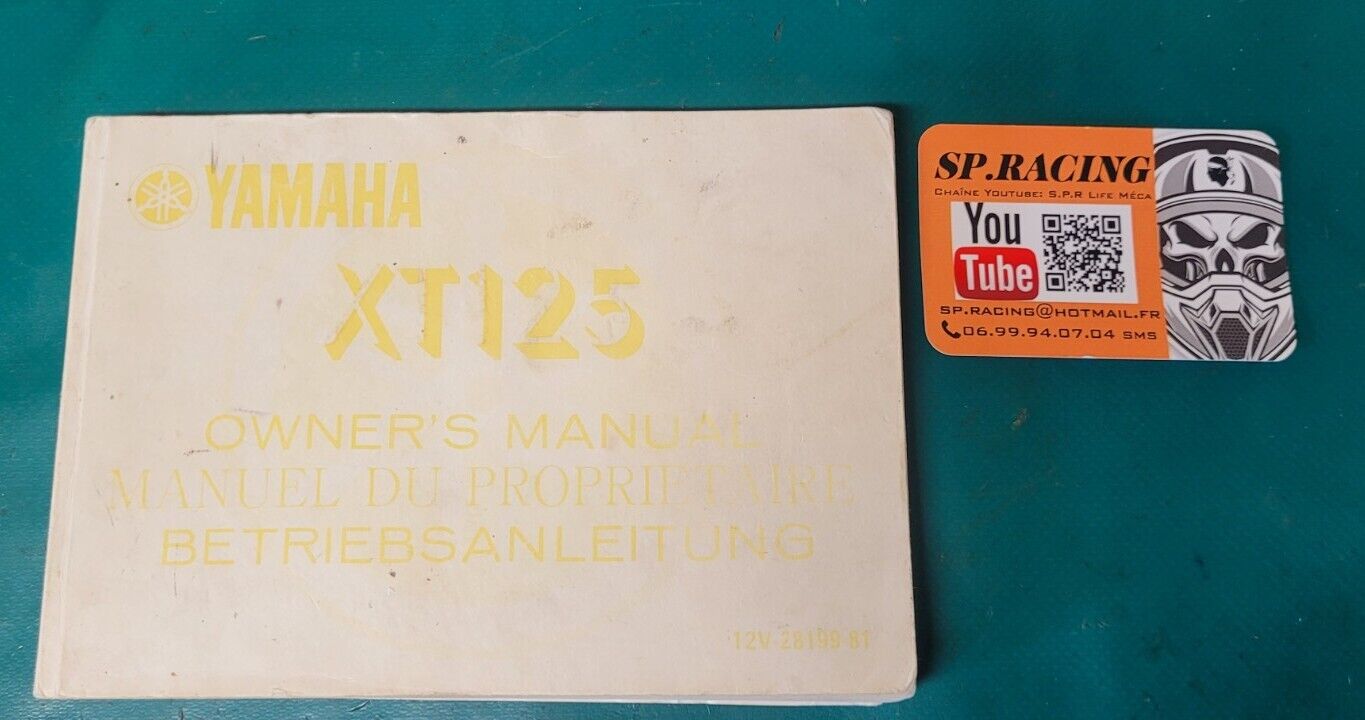 YAMAHA
XT125
OWNER'S MANUAL
MANUEL DU PROPRIETAIRE
BETRIEBSANLEITUNG
12V-28199-81
SP.RACING
CHAÎNE YOUTUBE: S.P.R LIFE MÉCA
You
Tube
SP.RACING@HOTMAIL.FR
06.99.94.07.04 SMS